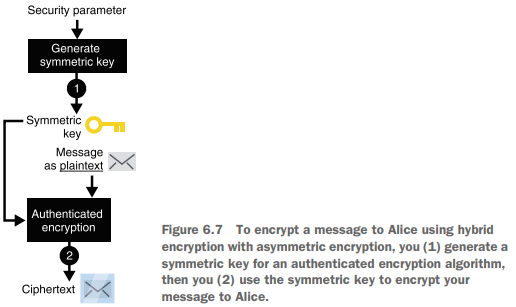 Security parameter
Generate
symmetric key
1
Symmetric
key
Message
as plaintext
Authenticated
encryption
2
Ciphertext
Figure 6.7 To encrypt a message to Alice using hybrid
encryption with asymmetric encryption, you (1) generate a
symmetric key for an authenticated encryption algorithm,
then you (2) use the symmetric key to encrypt your
message to Alice.